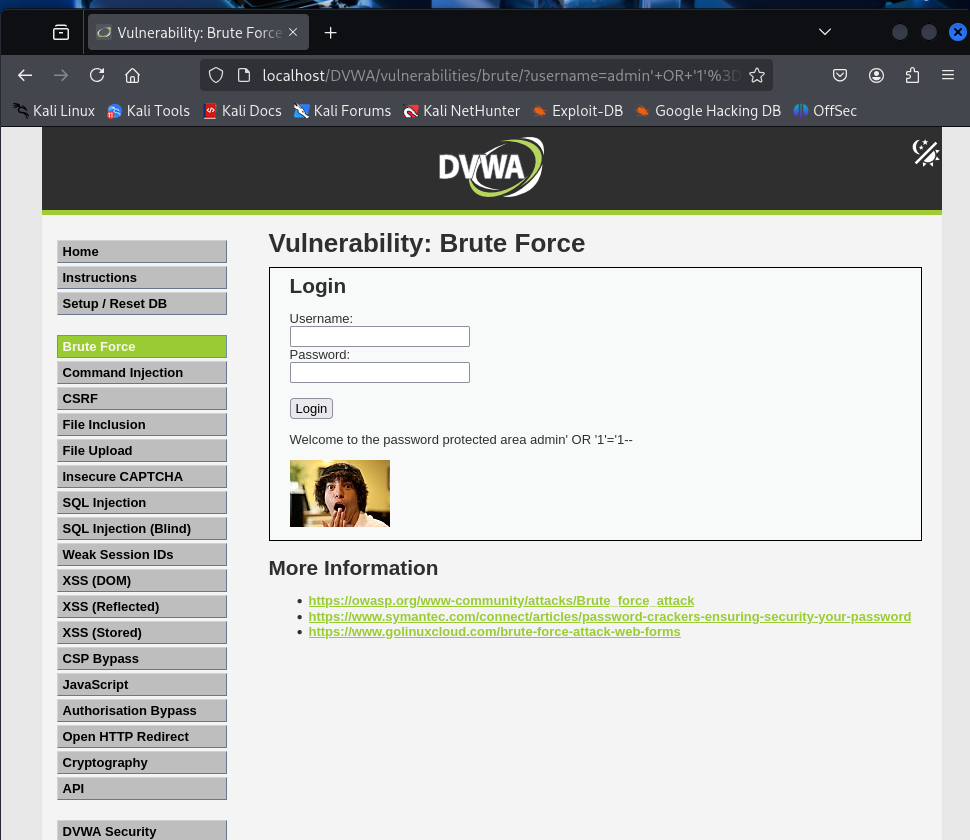 Vulnerability: Brute Force
localhost/DVWA/vulnerabilities/brute/?username=admin'+OR+'1'%3D
Kali Linux Kali Tools Kali Docs Kali Forums Kali NetHunter Exploit-DB Google Hacking DB OffSec
DVWA
Home
Instructions
Setup / Reset DB
Brute Force
Command Injection
CSRF
File Inclusion
File Upload
Insecure CAPTCHA
SQL Injection
SQL Injection (Blind)
Weak Session IDs
XSS (DOM)
XSS (Reflected)
XSS (Stored)
CSP Bypass
JavaScript
Authorisation Bypass
Open HTTP Redirect
Cryptography
API
DVWA Security
Vulnerability: Brute Force
Login
Username:
Password:
Login
Welcome to the password protected area admin' OR '1'='1--
More Information
https://owasp.org/www-community/attacks/Brute_force_attack
https://www.symantec.com/connect/articles/password-crackers-ensuring-security-your-password
https://www.golinuxcloud.com/brute-force-attack-web-forms